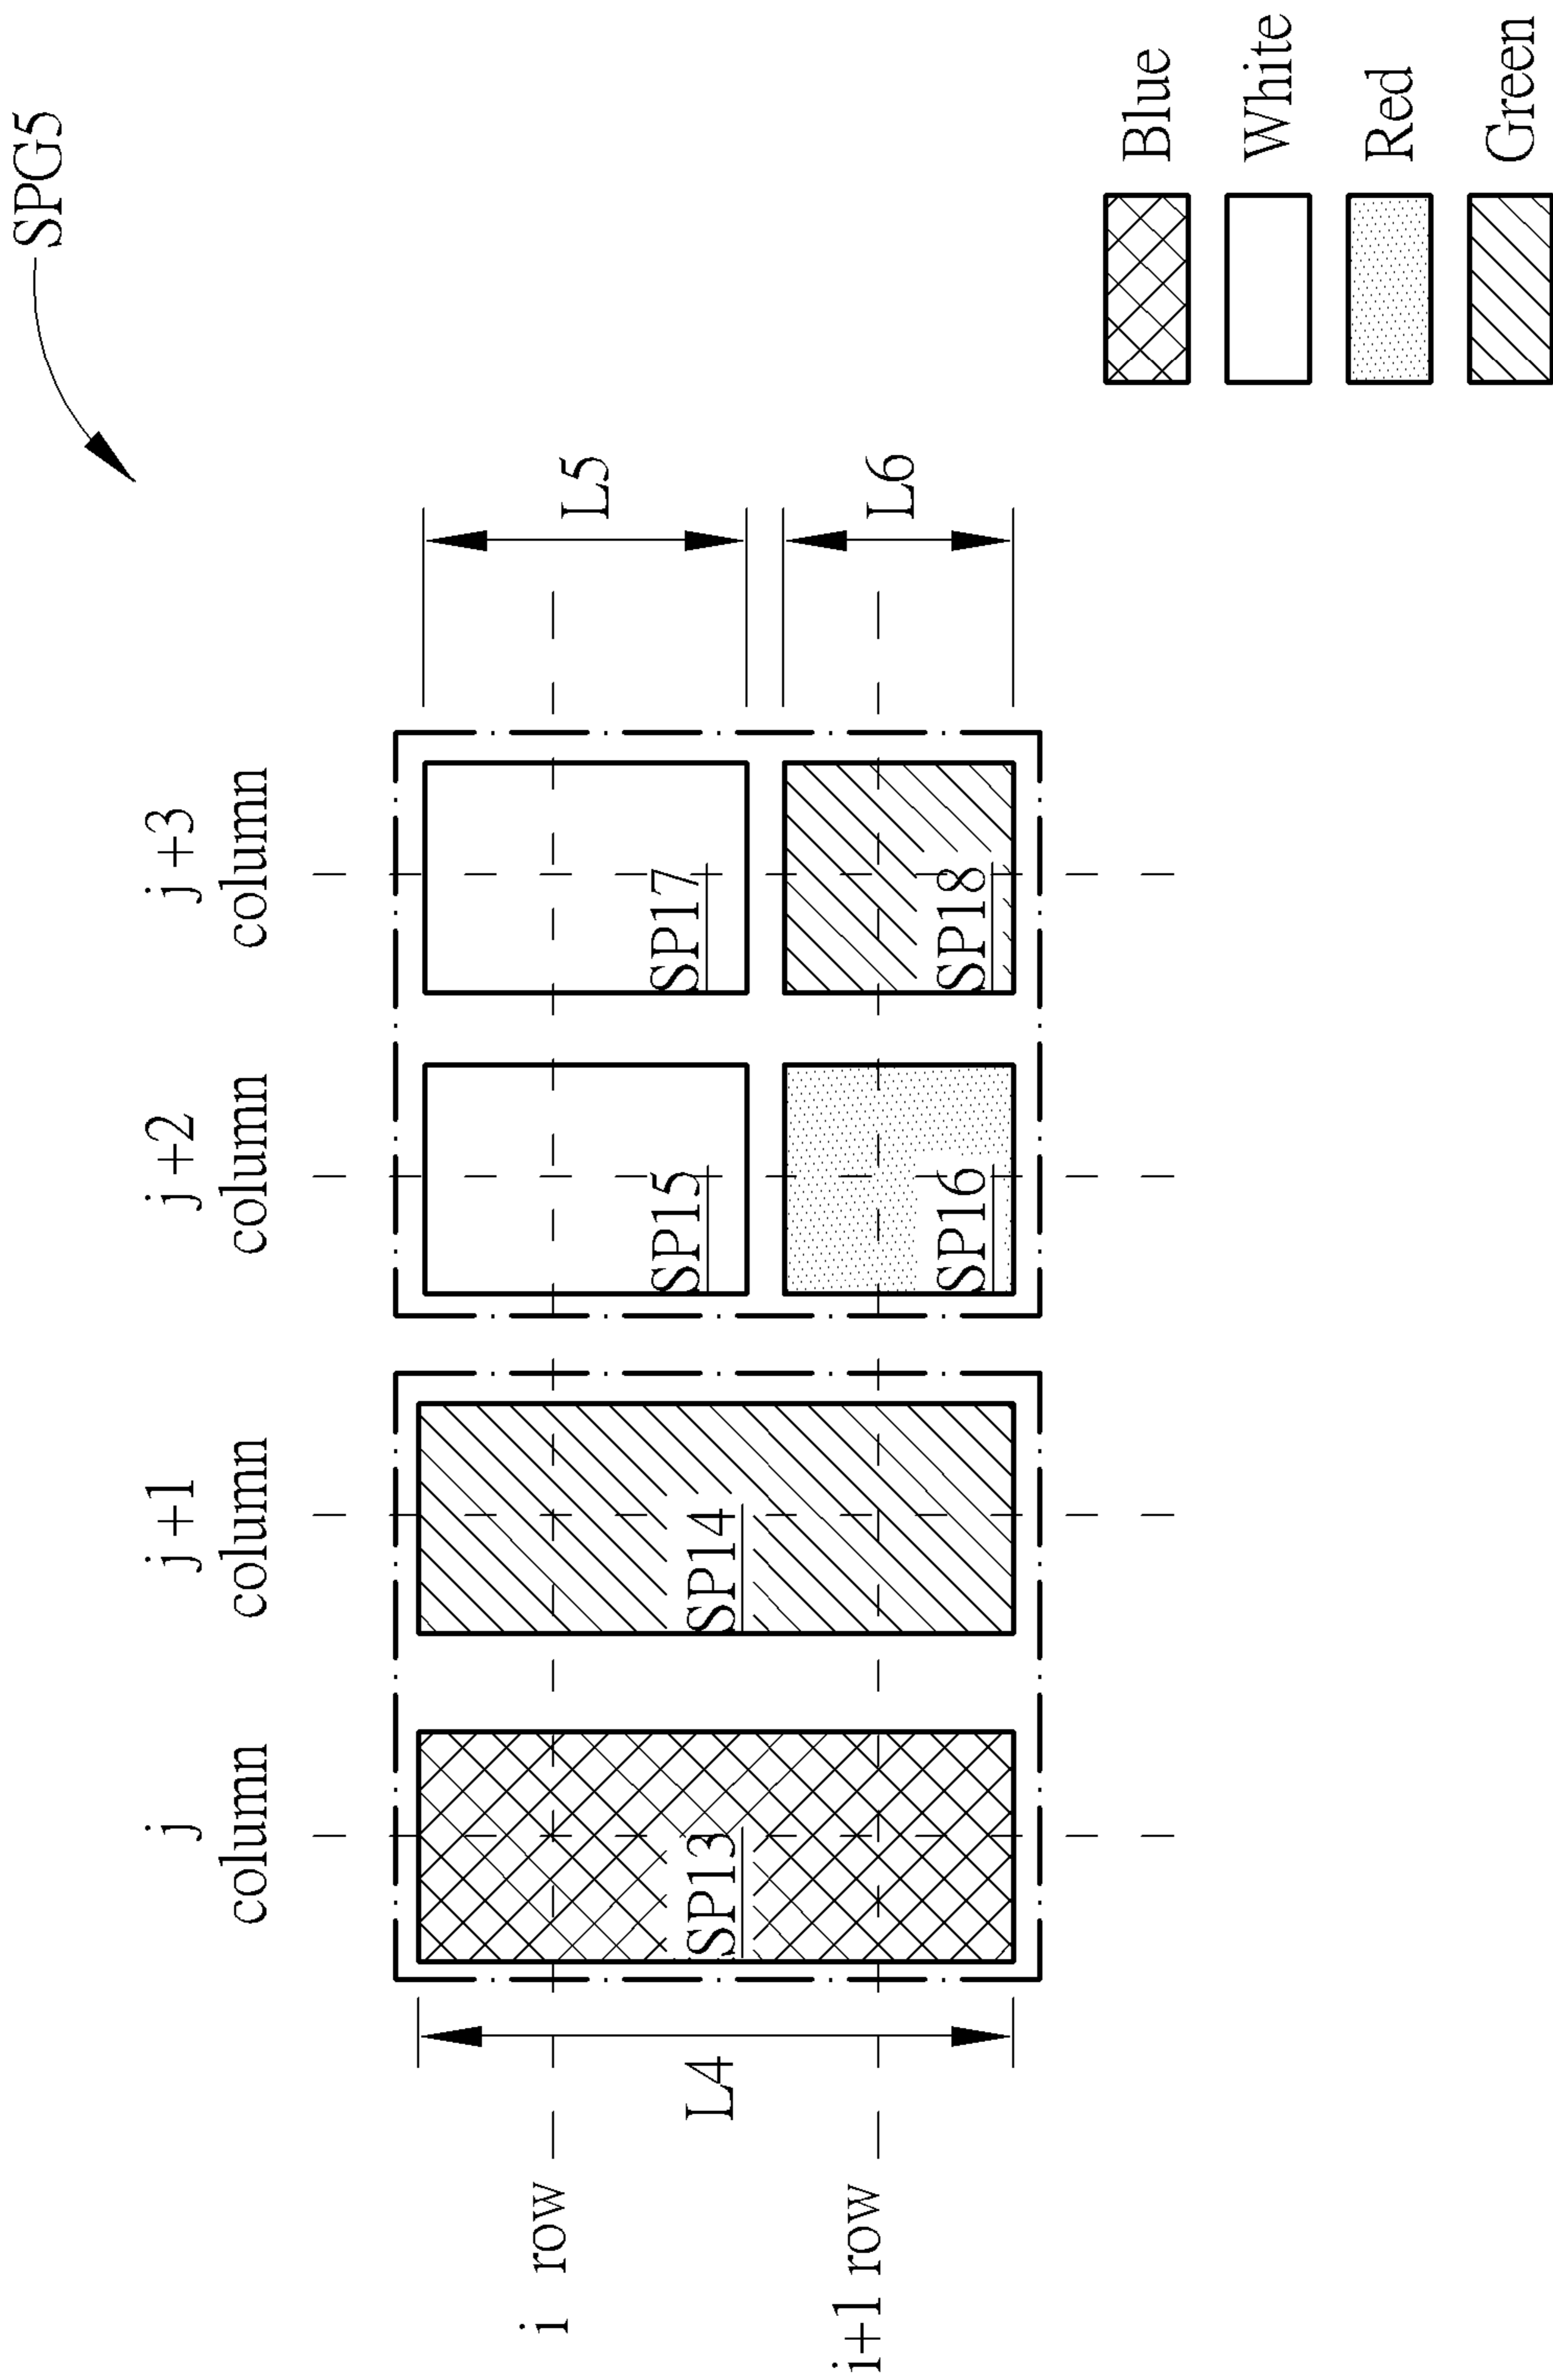 SPG5
j
column
j+1
column
j+2
column
j+3
column
i row
L5
SP15
SP17
L4
SP13
SP14
i+1 row
L6
SP16
SP18
Blue
White
Red
Green